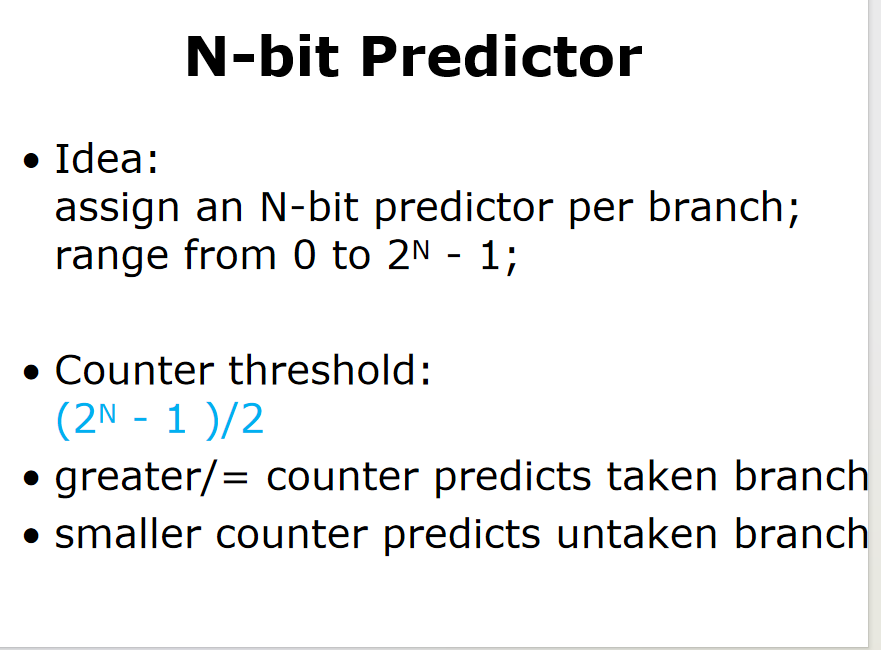 N-bit Predictor
• Idea:
assign an N-bit predictor per branch;
range from 0 to 2ᴺ - 1;
• Counter threshold:
(2ᴺ - 1 )/2
• greater/= counter predicts taken branch
• smaller counter predicts untaken branch